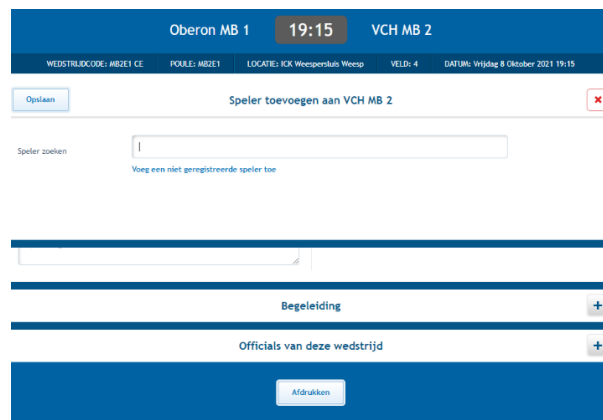 Oberon MB 1 19:15 VCH MB 2
WEDSTRIJDCODE: MB2E1 CE POULE: MB2E1 LOCATIE: ICK Weespersluis Weesp VELD: 4 DATUM: Vrijdag 8 Oktober 2021 19:15
Opslaan Speler toevoegen aan VCH MB 2
Speler zoeken
Voeg een niet geregistreerde speler toe
Begeleiding
Officials van deze wedstrijd
Afdrukken